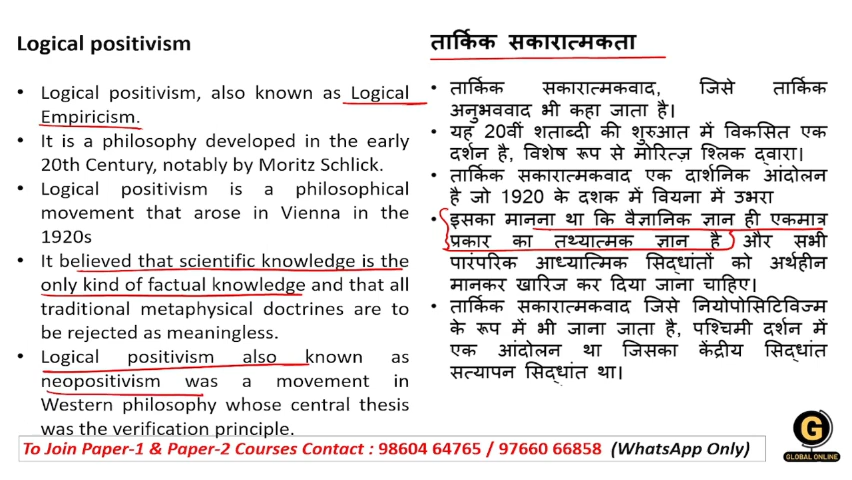 Logical positivism
• Logical positivism, also known as Logical
Empiricism.
• It is a philosophy developed in the early
20th Century, notably by Moritz Schlick.
• Logical positivism is a philosophical
movement that arose in Vienna in the
1920s
• It believed that scientific knowledge is the
only kind of factual knowledge and that all
traditional metaphysical doctrines are to
be rejected as meaningless.
• Logical positivism also known as
neopositivism was a movement in
Western philosophy whose central thesis
was the verification principle.
तार्किक सकारात्मकता
• तार्किक सकारात्मकवाद, जिसे तार्किक
अनुभववाद भी कहा जाता है।
• यह 20वीं शताब्दी की शुरुआत में विकसित एक
दर्शन है, विशेष रूप से मोरित्ज़ श्लिक द्वारा।
• तार्किक सकारात्मकवाद एक दार्शनिक आंदोलन
है जो 1920 के दशक में वियना में उभरा
• इसका मानना था कि वैज्ञानिक ज्ञान ही एकमात्र
प्रकार का तथ्यात्मक ज्ञान है और सभी
पारंपरिक आध्यात्मिक सिद्धांतों को अर्थहीन
मानकर खारिज कर दिया जाना चाहिए।
• तार्किक सकारात्मकवाद जिसे नियोपोसिटिविज्म
के रूप में भी जाना जाता है, पश्चिमी दर्शन में
एक आंदोलन था जिसका केंद्रीय सिद्धांत
सत्यापन सिद्धांत था।
To Join Paper-1 & Paper-2 Courses Contact : 98604 64765 / 97660 66858 (WhatsApp Only)
G
GLOBAL ONLINE